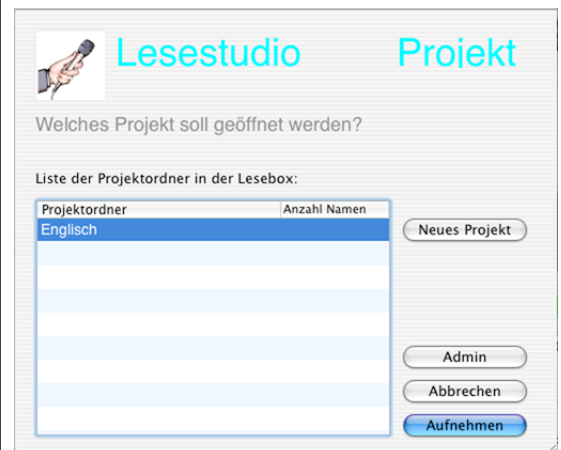 Lesestudio Projekt
Welches Projekt soll geöffnet werden?
Liste der Projektordner in der Lesebox:
Projektordner Anzahl Namen
Englisch
Neues Projekt
Admin
Abbrechen
Aufnehmen